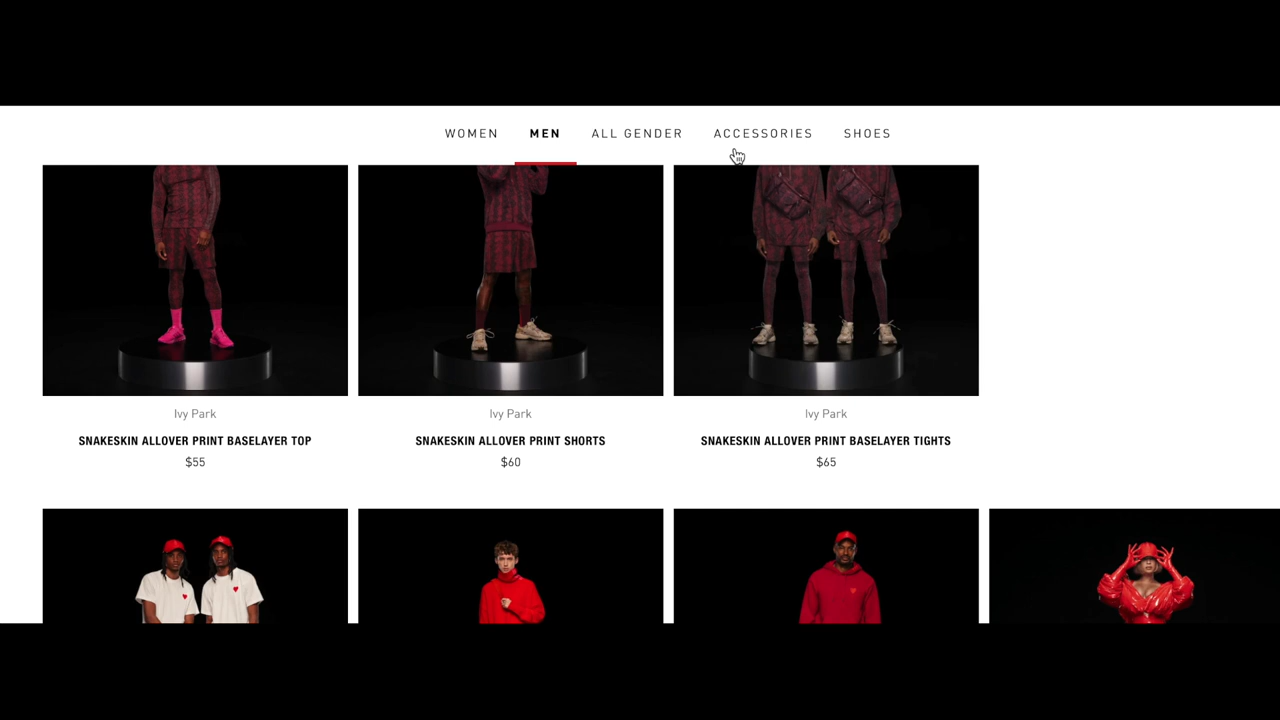 WOMEN MEN ALL GENDER ACCESSORIES SHOES
Ivy Park
SNAKESKIN ALLOVER PRINT BASELAYER TOP
$55
Ivy Park
SNAKESKIN ALLOVER PRINT SHORTS
$60
Ivy Park
SNAKESKIN ALLOVER PRINT BASELAYER TIGHTS
$65